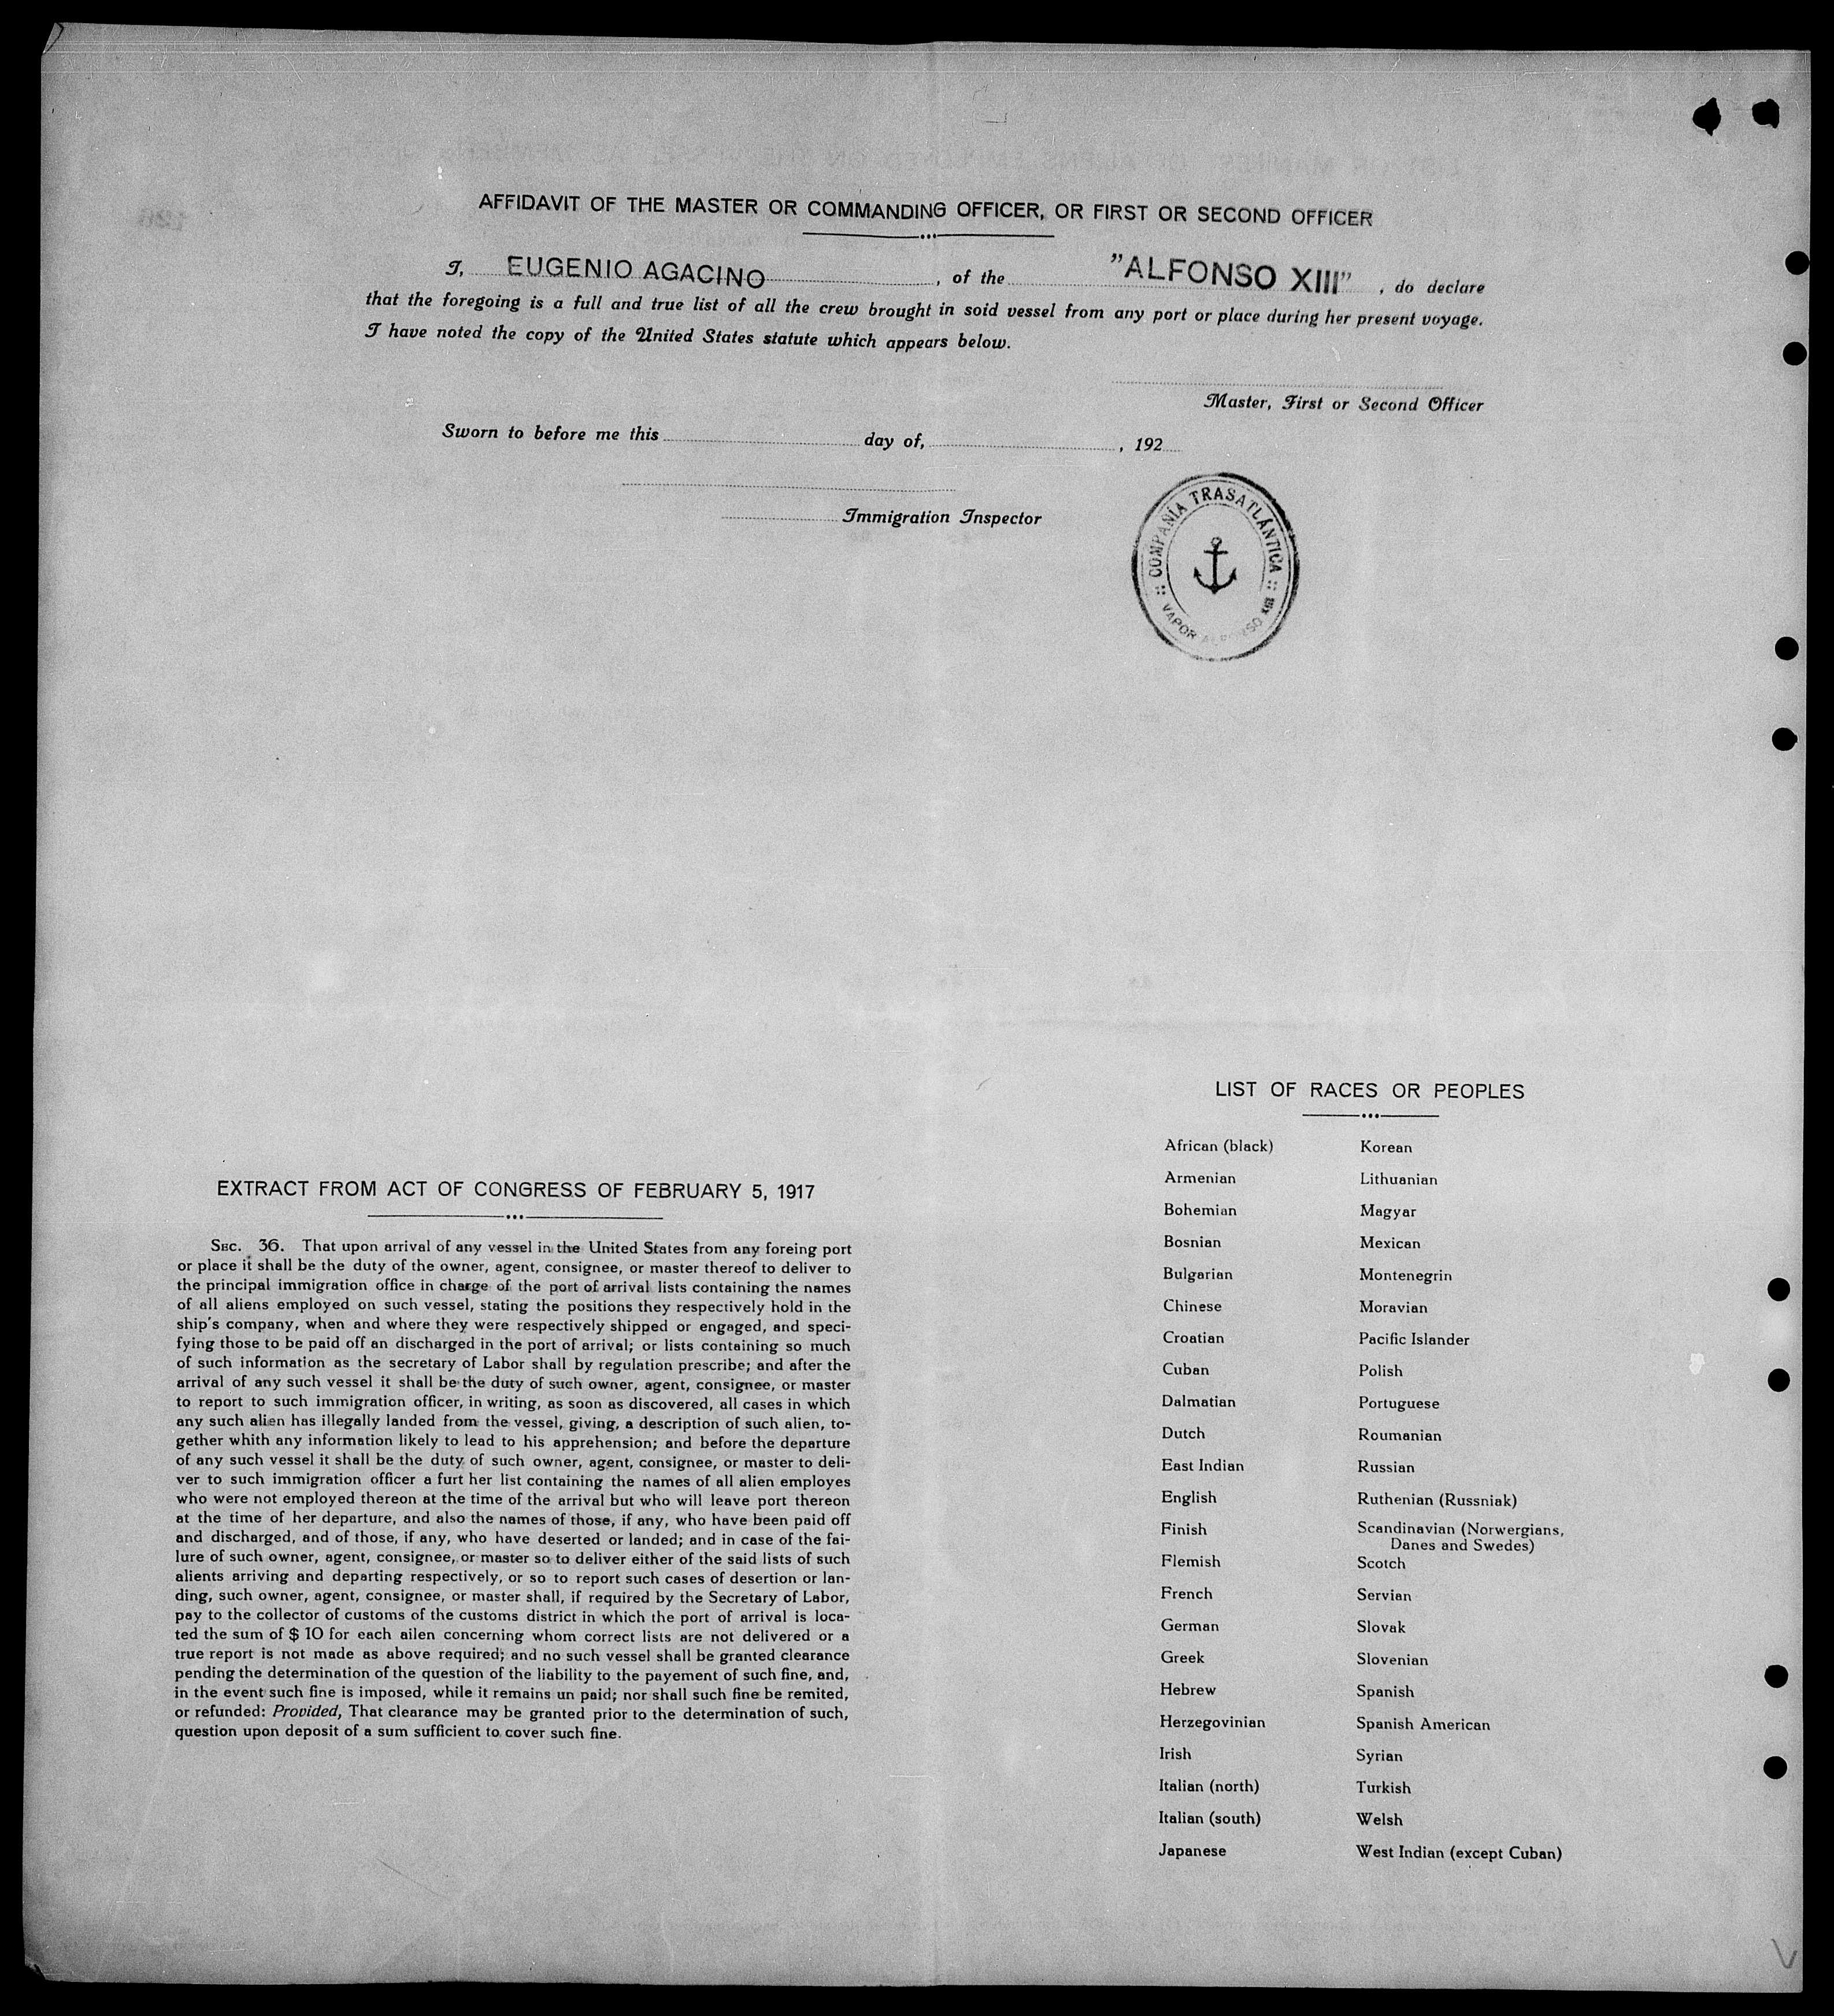 AFFIDAVIT OF THE MASTER OR COMMANDING OFFICER, OR FIRST OR SECOND OFFICER
I, EUGENIO AGACINO, of the "ALFONSO XIII", do declare
that the foregoing is a full and true list of all the crew brought in soid vessel from any port or place during her present voyage.
I have noted the copy of the United States statute which appears below.
Master, First or Second Officer
Sworn to before me this day of, , 192
Immigration Inspector
COMPAÑÍA TRASATLÁNTICA
VAPOR ALFONSO
EXTRACT FROM ACT OF CONGRESS OF FEBRUARY 5, 1917
SEC. 36. That upon arrival of any vessel in the United States from any foreing port
or place it shall be the duty of the owner, agent, consignee, or master thereof to deliver to
the principal immigration office in charge of the port of arrival lists containing the names
of all aliens employed on such vessel, stating the positions they respectively hold in the
ship's company, when and where they were respectively shipped or engaged, and speci-
fying those to be paid off an discharged in the port of arrival; or lists containing so much
of such information as the secretary of Labor shall by regulation prescribe; and after the
arrival of any such vessel it shall be the duty of such owner, agent, consignee, or master
to report to such immigration officer, in writing, as soon as discovered, all cases in which
any such alien has illegally landed from the vessel, giving, a description of such alien, to-
gether whith any information likely to lead to his apprehension; and before the departure
of any such vessel it shall be the duty of such owner, agent, consignee, or master to deli-
ver to such immigration officer a furt her list containing the names of all alien employes
who were not employed thereon at the time of the arrival but who will leave port thereon
at the time of her departure, and also the names of those, if any, who have been paid off
and discharged, and of those, if any, who have deserted or landed; and in case of the fai-
lure of such owner, agent, consignee, or master so to deliver either of the said lists of such
alients arriving and departing respectively, or so to report such cases of desertion or lan-
ding, such owner, agent, consignee, or master shall, if required by the Secretary of Labor,
pay to the collector of customs of the customs district in which the port of arrival is loca-
ted the sum of $ 10 for each ailen concerning whom correct lists are not delivered or a
true report is not made as above required; and no such vessel shall be granted clearance
pending the determination of the question of the liability to the payement of such fine, and,
in the event such fine is imposed, while it remains un paid; nor shall such fine be remited,
or refunded: Provided, That clearance may be granted prior to the determination of such,
question upon deposit of a sum sufficient to cover such fine.
LIST OF RACES OR PEOPLES
African (black) Korean
Armenian Lithuanian
Bohemian Magyar
Bosnian Mexican
Bulgarian Montenegrin
Chinese Moravian
Croatian Pacific Islander
Cuban Polish
Dalmatian Portuguese
Dutch Roumanian
East Indian Russian
English Ruthenian (Russniak)
Finish Scandinavian (Norwergians,
Danes and Swedes)
Flemish Scotch
French Servian
German Slovak
Greek Slovenian
Hebrew Spanish
Herzegovinian Spanish American
Irish Syrian
Italian (north) Turkish
Italian (south) Welsh
Japanese West Indian (except Cuban)